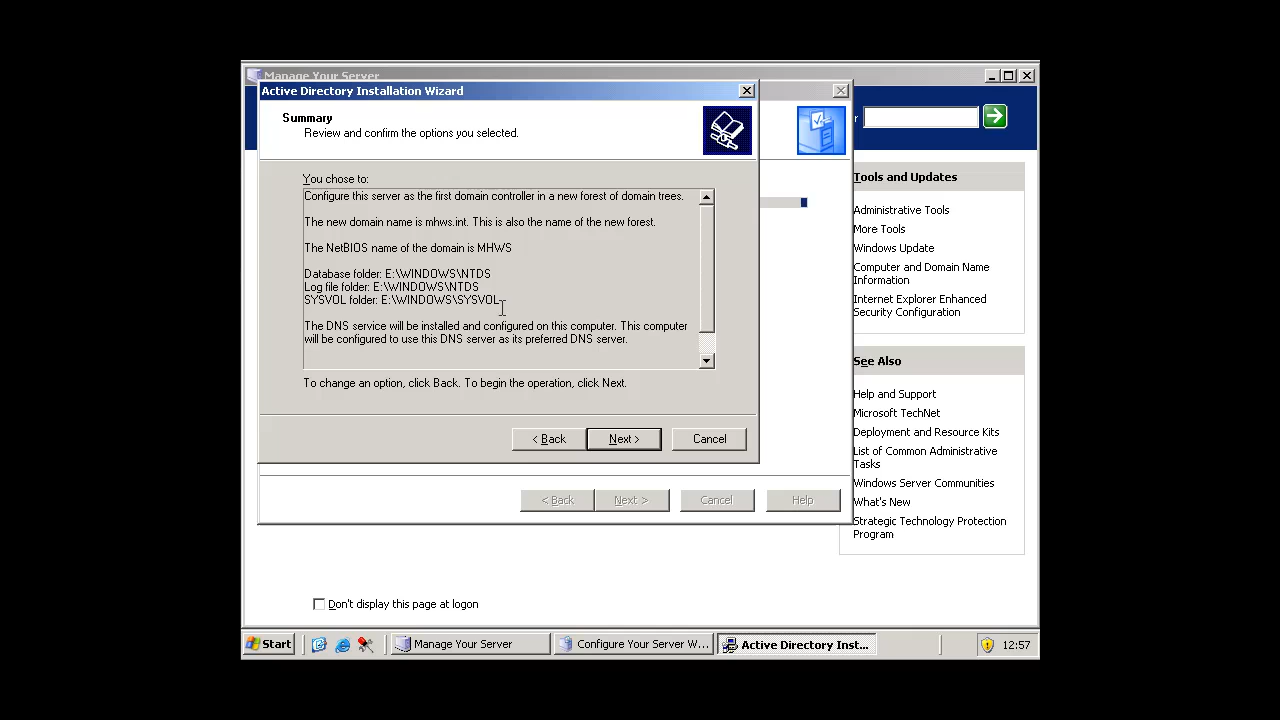 Manage Your Server
Active Directory Installation Wizard
Summary
Review and confirm the options you selected.
You chose to:
Configure this server as the first domain controller in a new forest of domain trees.
The new domain name is mhws.int. This is also the name of the new forest.
The NetBIOS name of the domain is MHWS
Database folder: E:\WINDOWS\NTDS
Log file folder: E:\WINDOWS\NTDS
SYSVOL folder: E:\WINDOWS\SYSVOL
The DNS service will be installed and configured on this computer. This computer
will be configured to use this DNS server as its preferred DNS server.
To change an option, click Back. To begin the operation, click Next.
< Back
Next >
Cancel
< Back
Next >
Cancel
Help
r
Tools and Updates
Administrative Tools
More Tools
Windows Update
Computer and Domain Name
Information
Internet Explorer Enhanced
Security Configuration
See Also
Help and Support
Microsoft TechNet
Deployment and Resource Kits
List of Common Administrative
Tasks
Windows Server Communities
What's New
Strategic Technology Protection
Program
Don't display this page at logon
Start
Manage Your Server
Configure Your Server W...
Active Directory Inst...
12:57